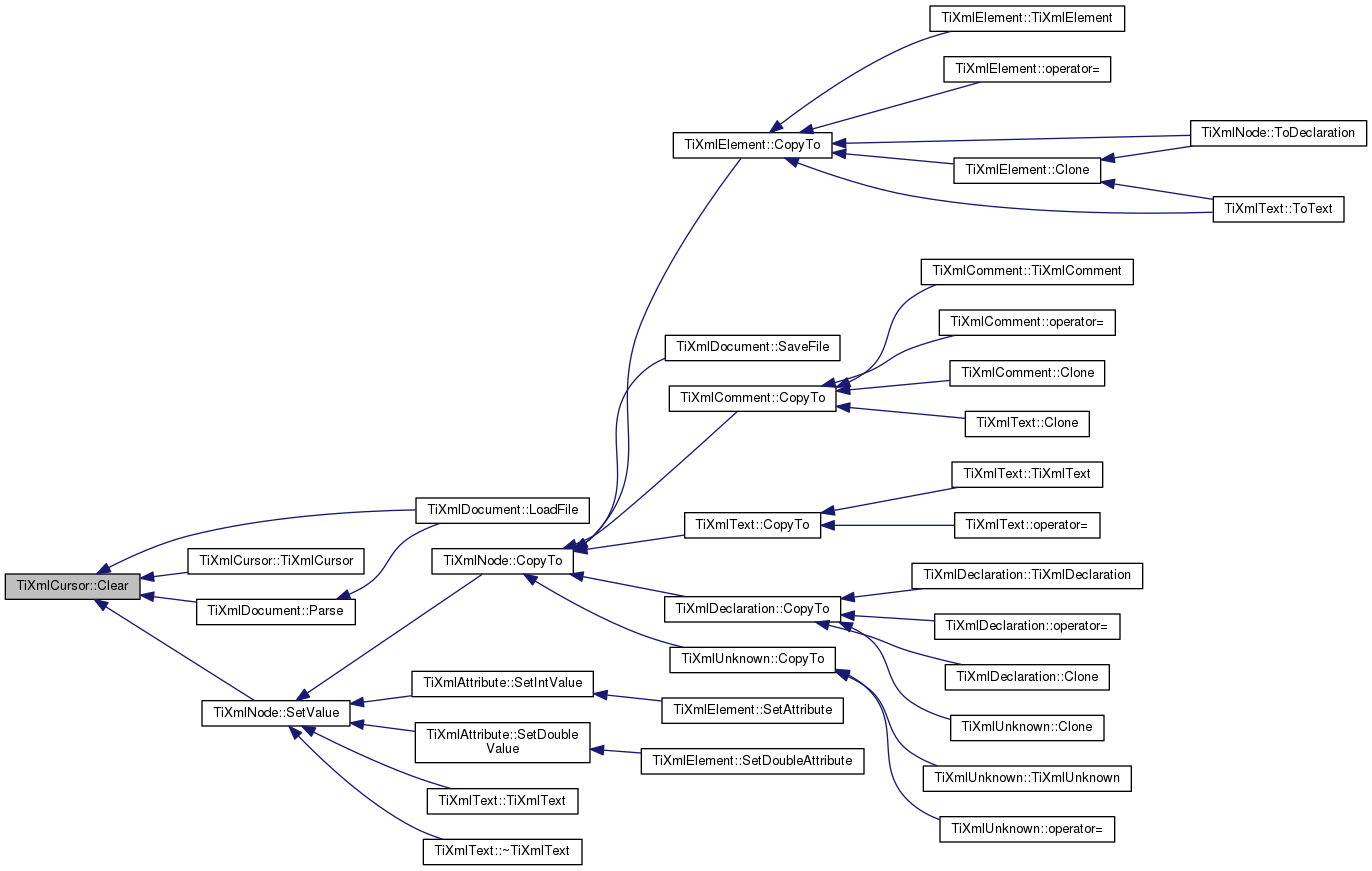 TiXmlElement::TiXmlElement
TiXmlElement::operator=
TiXmlNode::ToDeclaration
TiXmlElement::CopyTo
TiXmlElement::Clone
TiXmlText::ToText
TiXmlComment::TiXmlComment
TiXmlComment::operator=
TiXmlDocument::SaveFile
TiXmlComment::Clone
TiXmlComment::CopyTo
TiXmlText::Clone
TiXmlText::TiXmlText
TiXmlDocument::LoadFile
TiXmlText::CopyTo
TiXmlText::operator=
TiXmlCursor::TiXmlCursor
TiXmlNode::CopyTo
TiXmlDeclaration::TiXmlDeclaration
TiXmlCursor::Clear
TiXmlDocument::Parse
TiXmlDeclaration::CopyTo
TiXmlDeclaration::operator=
TiXmlUnknown::CopyTo
TiXmlDeclaration::Clone
TiXmlAttribute::SetIntValue
TiXmlNode::SetValue
TiXmlElement::SetAttribute
TiXmlUnknown::Clone
TiXmlAttribute::SetDouble
Value
TiXmlElement::SetDoubleAttribute
TiXmlUnknown::TiXmlUnknown
TiXmlText::TiXmlText
TiXmlUnknown::operator=
TiXmlText::~TiXmlText